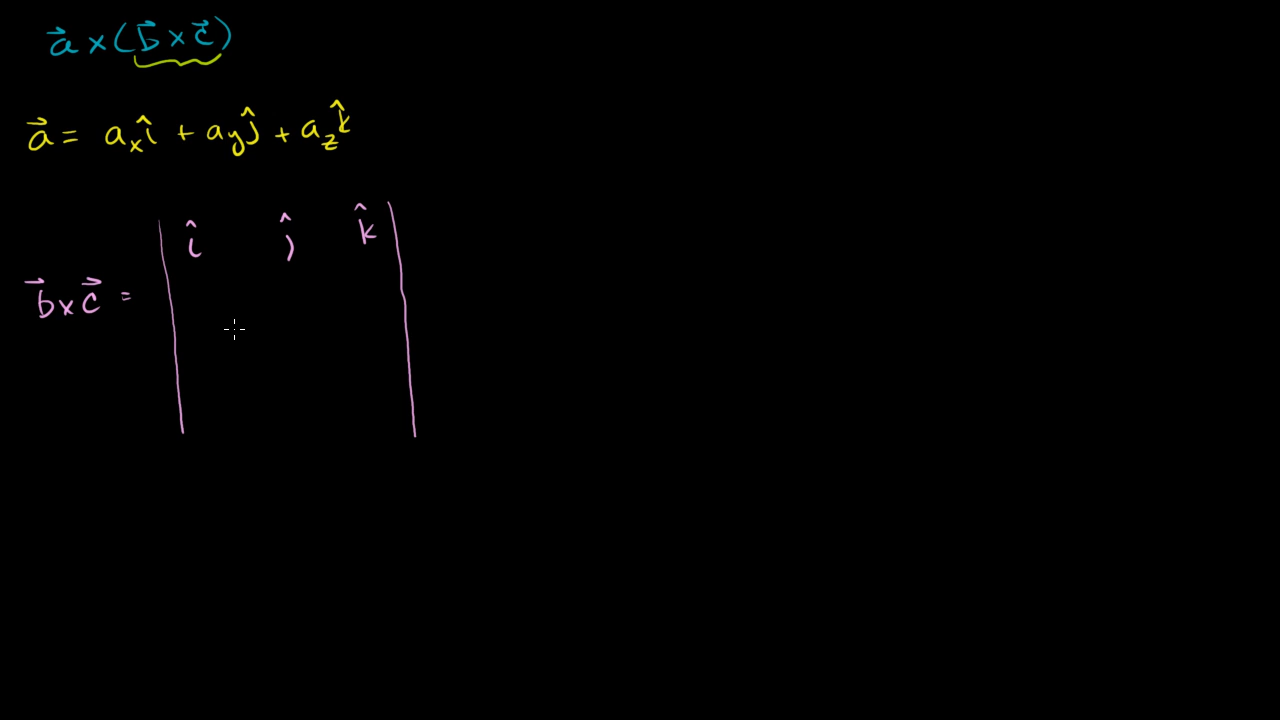 a⃗ × (b⃗ × c⃗)
a⃗ = aₓî + a_yĵ + a_zk̂
î ĵ k̂
b⃗ × c⃗ =